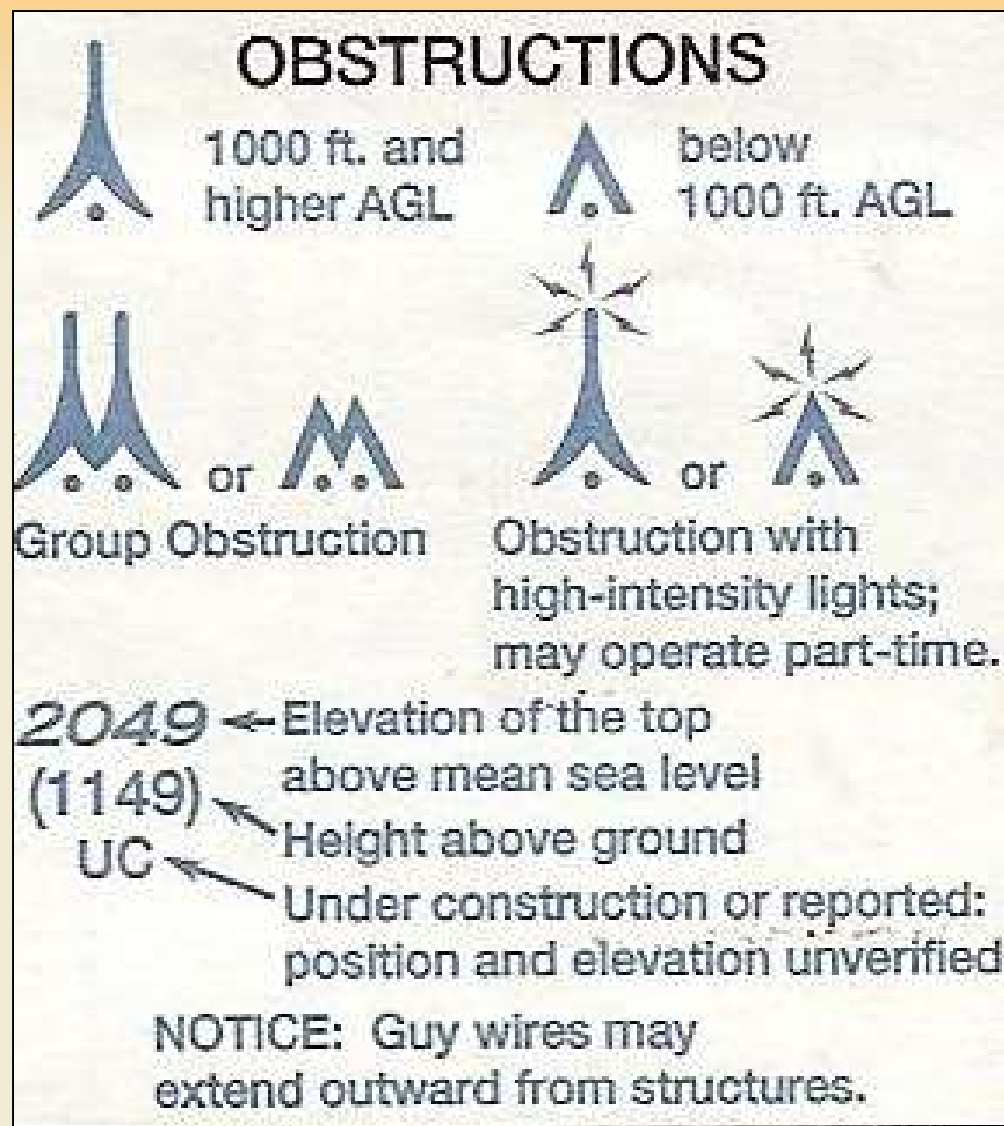 OBSTRUCTIONS
1000 ft. and
higher AGL
below
1000 ft. AGL
or
Group Obstruction
or
Obstruction with
high-intensity lights;
may operate part-time.
2049
Elevation of the top
above mean sea level
(1149)
Height above ground
UC
Under construction or reported:
position and elevation unverified
NOTICE: Guy wires may
extend outward from structures.